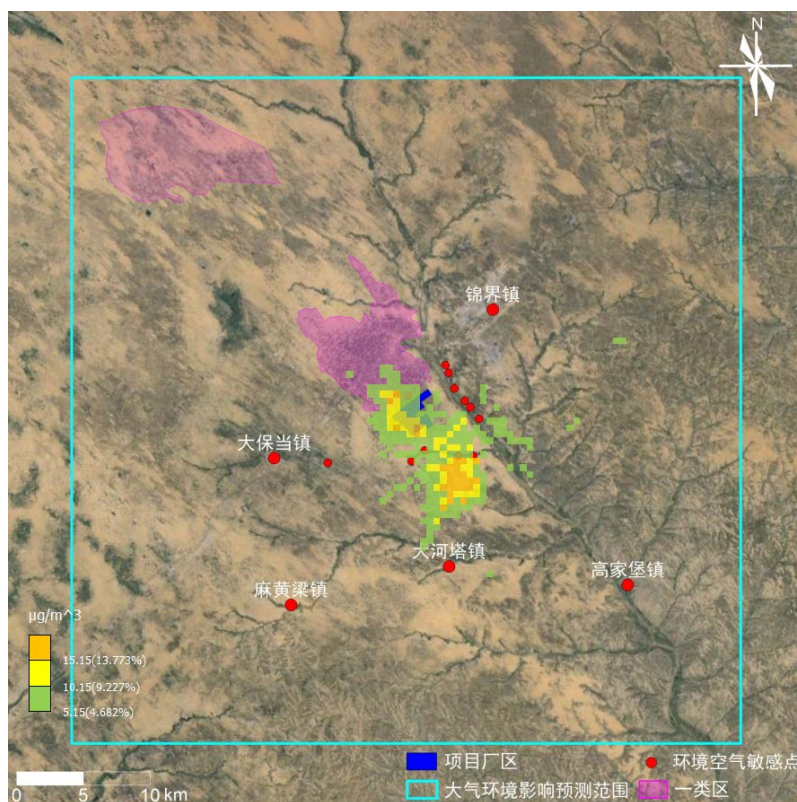 N
锦界镇
大保当镇
大河塔镇
高家堡镇
麻黄梁镇
μg/m^3
15.15(13.773%)
10.15(9.227%)
5.15(4.682%)
项目厂区
环境空气敏感点
0 5 10 km
大气环境影响预测范围
一类区